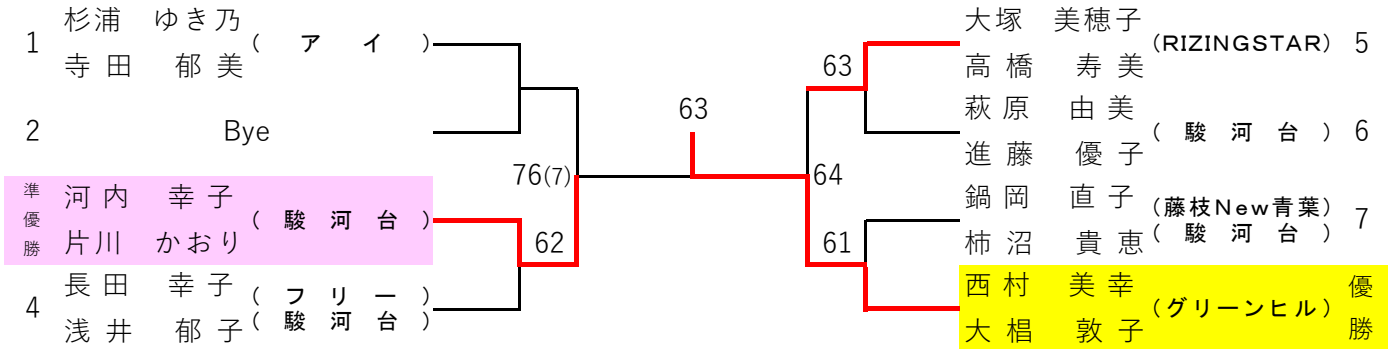 1
杉浦　ゆき乃
寺田　郁美
(　ア　イ　)
2
Bye
準優勝
河内　幸子
片川　かおり
(　駿河台　)
4
長田　幸子
浅井　郁子
(　フリー　)
(　駿河台　)
76(7)
62
63
63
64
61
大塚　美穂子
高橋　寿美
(RIZINGSTAR)
5
萩原　由美
進藤　優子
(　駿河台　)
6
鍋岡　直子
柿沼　貴恵
(藤枝New青葉)
(　駿河台　)
7
西村　美幸
大椙　敦子
(グリーンヒル)
優勝